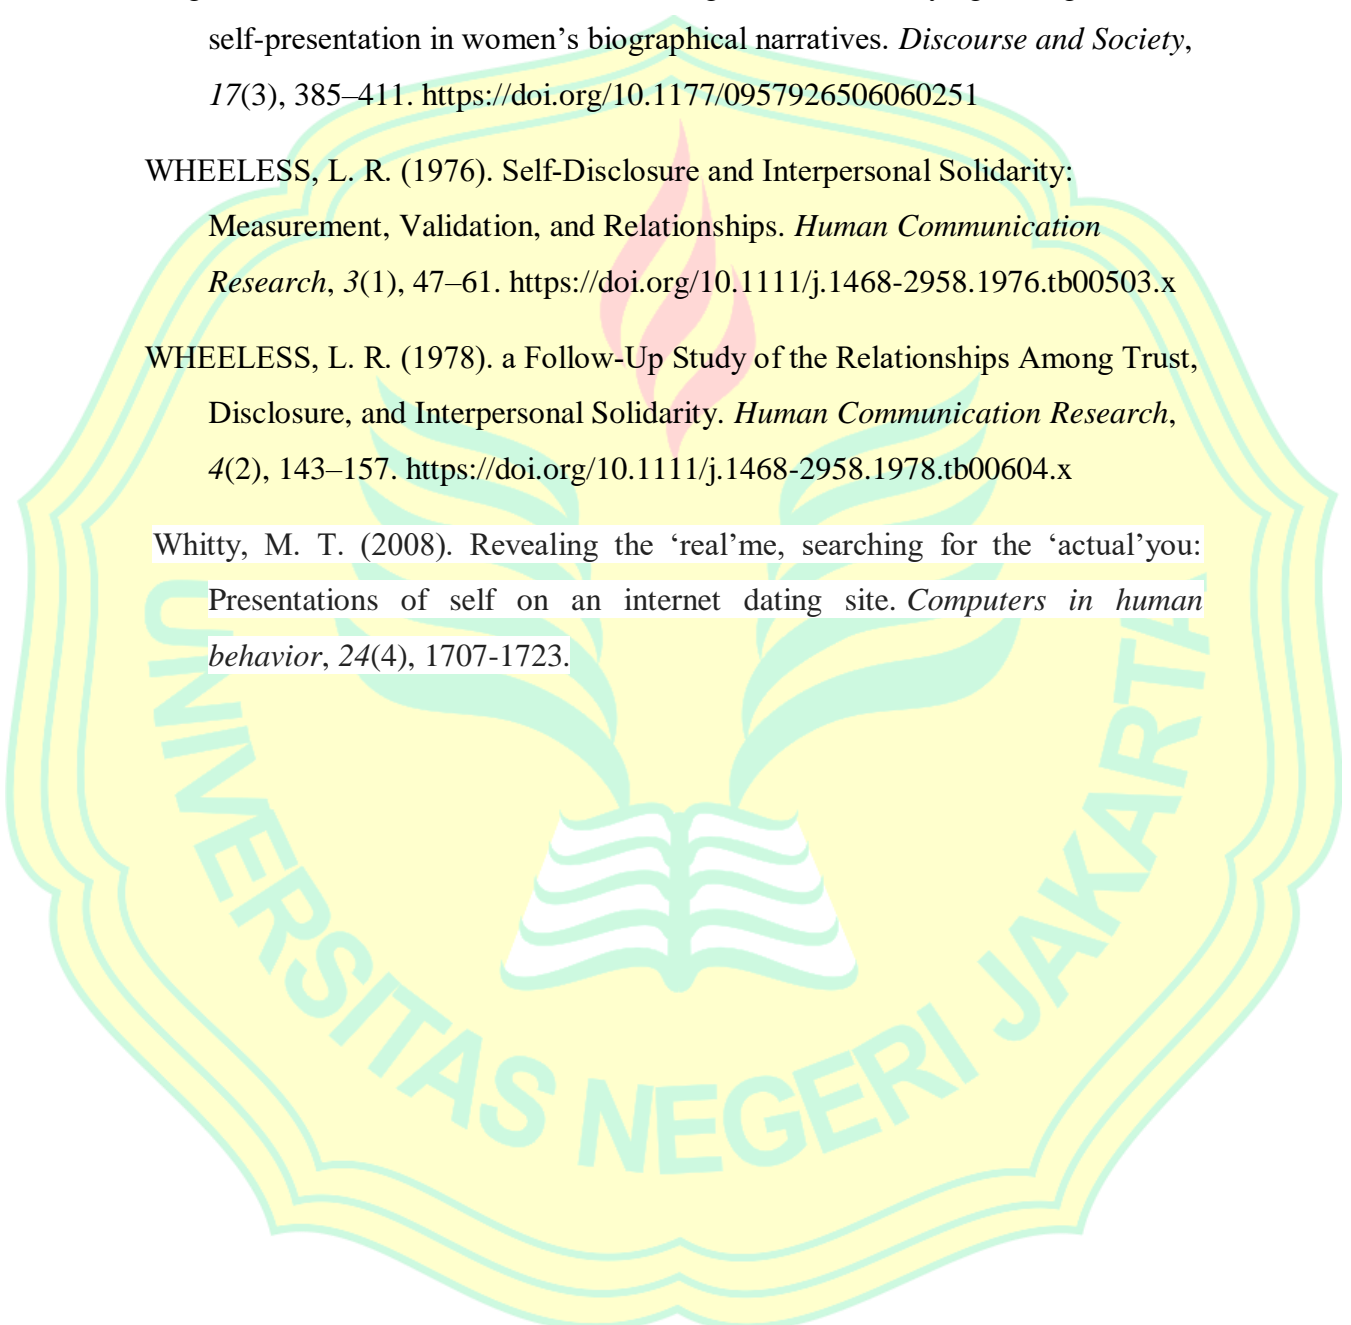 self-presentation in women’s biographical narratives. Discourse and Society,
17(3), 385–411. https://doi.org/10.1177/0957926506060251
WHEELESS, L. R. (1976). Self-Disclosure and Interpersonal Solidarity:
Measurement, Validation, and Relationships. Human Communication
Research, 3(1), 47–61. https://doi.org/10.1111/j.1468-2958.1976.tb00503.x
WHEELESS, L. R. (1978). a Follow-Up Study of the Relationships Among Trust,
Disclosure, and Interpersonal Solidarity. Human Communication Research,
4(2), 143–157. https://doi.org/10.1111/j.1468-2958.1978.tb00604.x
Whitty, M. T. (2008). Revealing the ‘real’me, searching for the ‘actual’you:
Presentations of self on an internet dating site. Computers in human
behavior, 24(4), 1707-1723.
UNIVERSITAS NEGERI JAKARTA